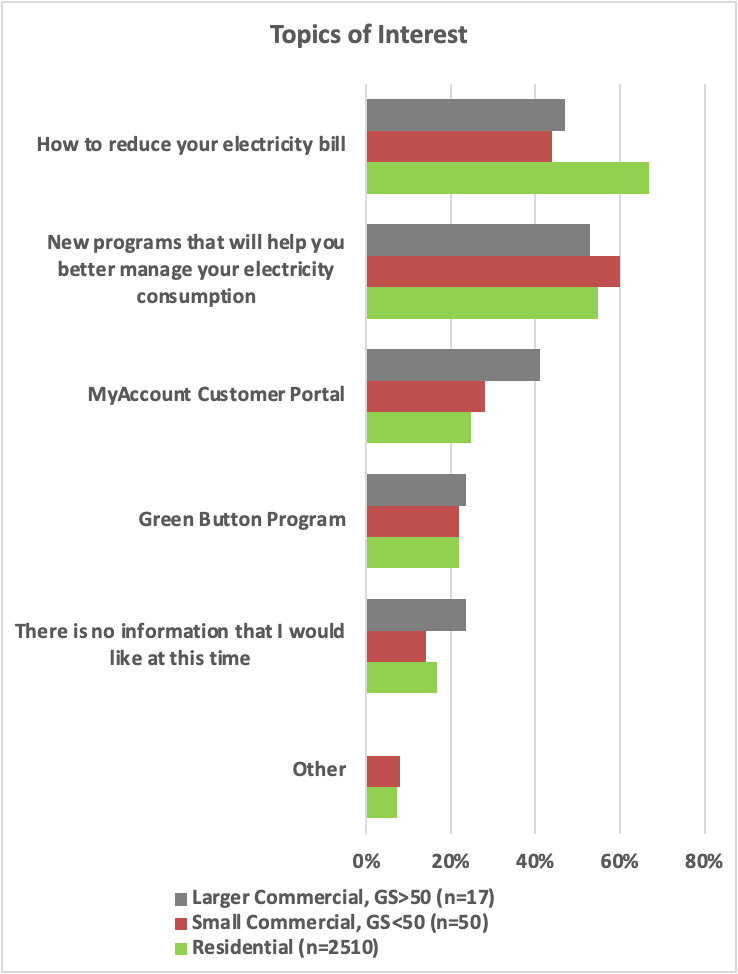 Topics of Interest
How to reduce your electricity bill
New programs that will help you
better manage your electricity
consumption
MyAccount Customer Portal
Green Button Program
There is no information that I would
like at this time
Other
0% 20% 40% 60% 80%
Larger Commercial, GS>50 (n=17)
Small Commercial, GS<50 (n=50)
Residential (n=2510)